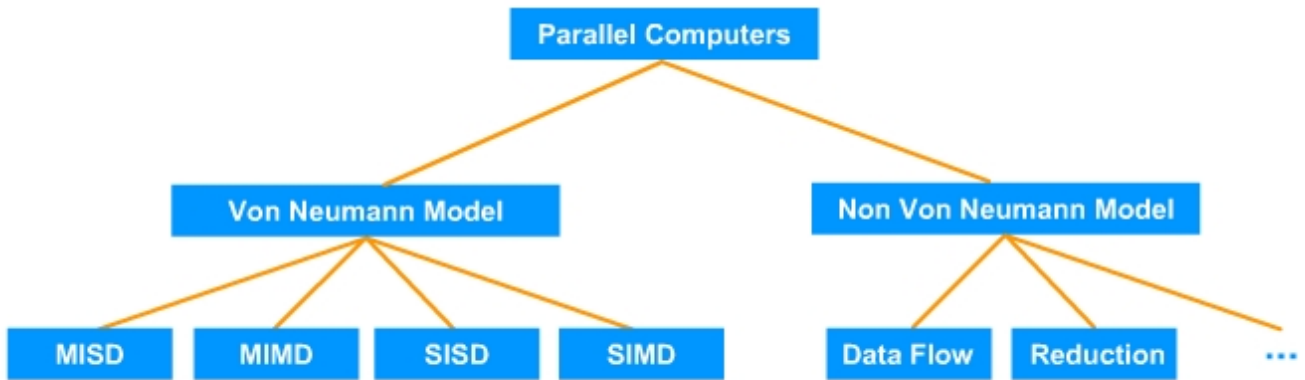 Parallel Computers
Von Neumann Model
Non Von Neumann Model
MISD
MIMD
SISD
SIMD
Data Flow
Reduction
...